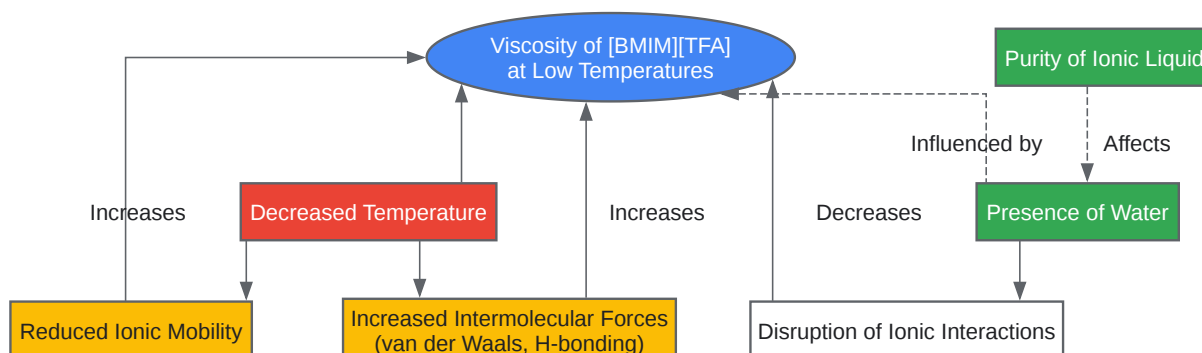 Viscosity of [BMIM][TFA]
at Low Temperatures
Purity of Ionic Liquid
Influenced by
Affects
Increases
Decreased Temperature
Increases
Decreases
Presence of Water
Reduced Ionic Mobility
Increased Intermolecular Forces
(van der Waals, H-bonding)
Disruption of Ionic Interactions